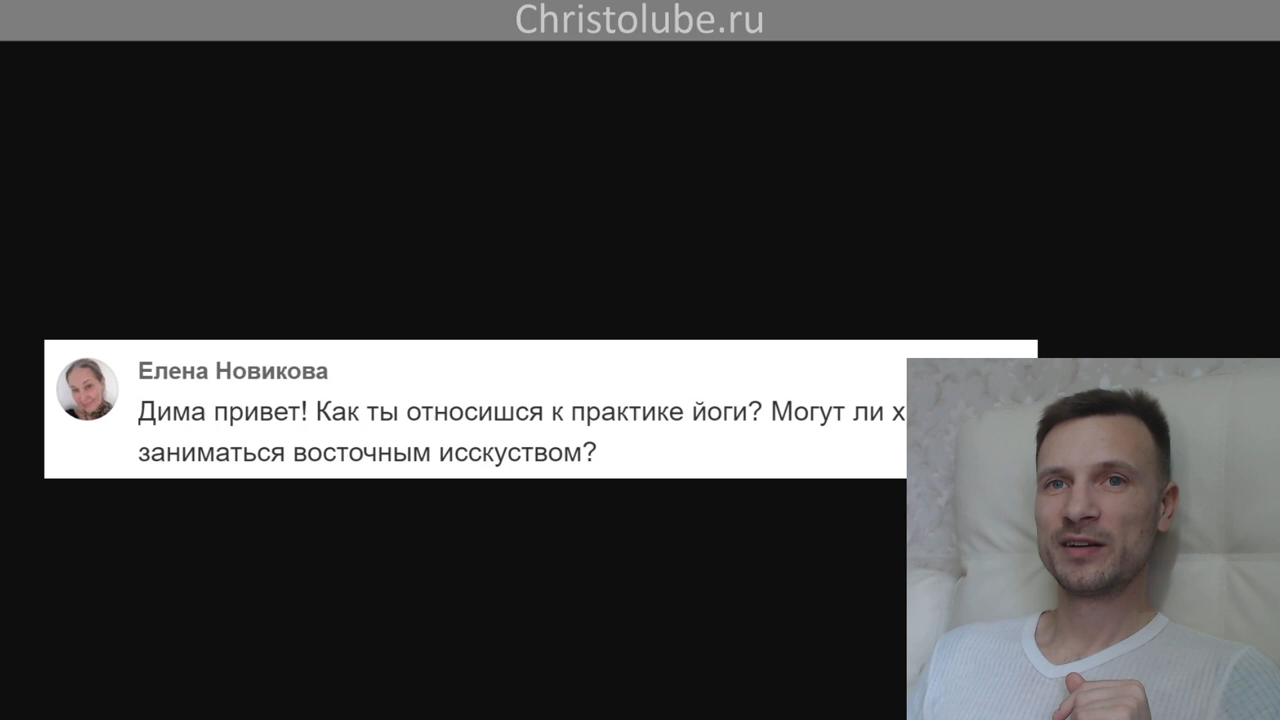 Christolube.ru
Елена Новикова
Дима привет! Как ты относишся к практике йоги? Могут ли
заниматься восточным исскуством?